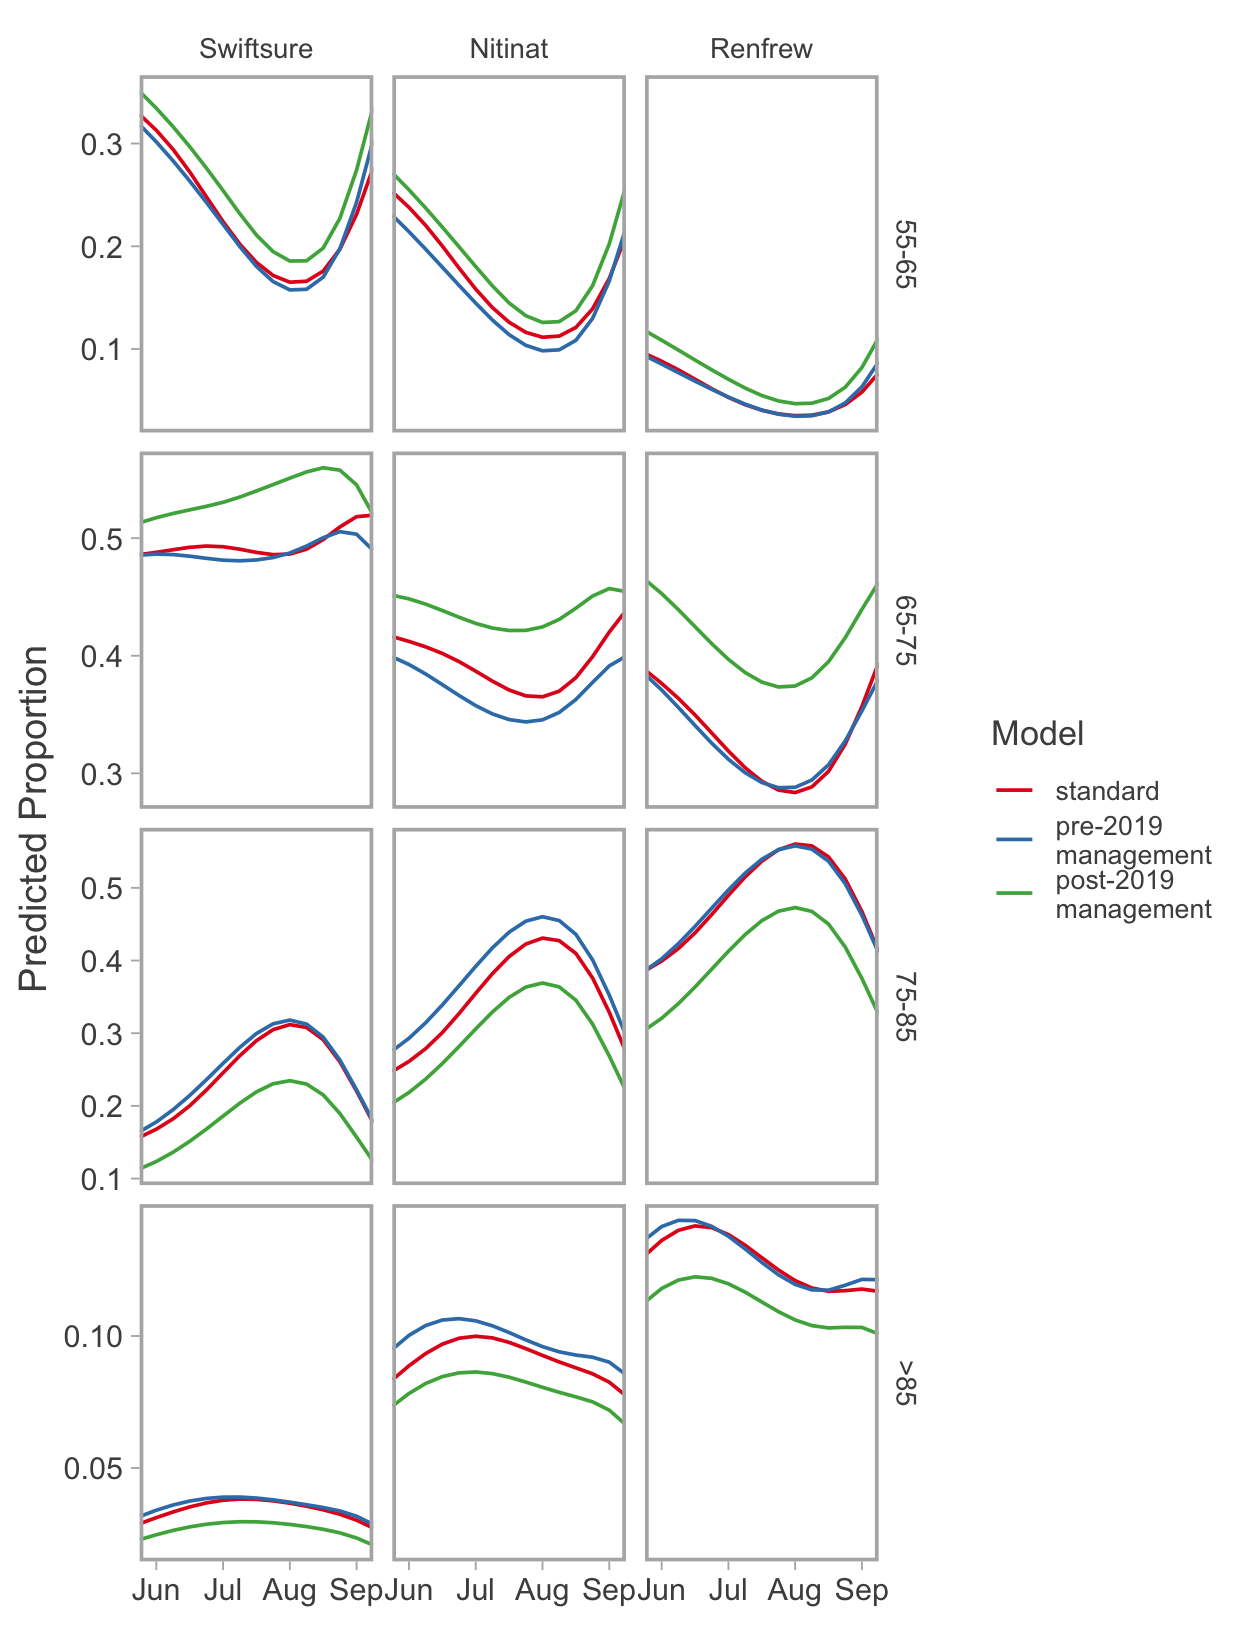 Swiftsure Nitinat Renfrew
0.3
0.2
0.1
55-65
0.5
0.4
0.3
65-75
0.5
0.4
0.3
0.2
0.1
75-85
0.10
0.05
>85
Jun Jul Aug Sep Jun Jul Aug Sep Jun Jul Aug Sep
Predicted Proportion
Model
standard
pre-2019
management
post-2019
management